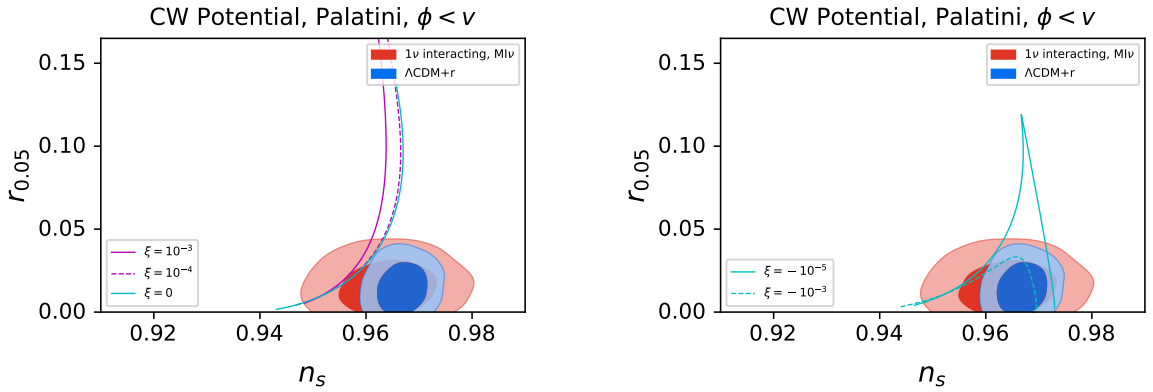 CW Potential, Palatini, ϕ < v
1ν interacting, MIν
ΛCDM+r
0.15
0.10
0.05
0.00
r0.05
ξ = 10⁻³
ξ = 10⁻⁴
ξ = 0
0.92
0.94
0.96
0.98
nₛ
CW Potential, Palatini, ϕ < v
1ν interacting, MIν
ΛCDM+r
0.15
0.10
0.05
0.00
r0.05
ξ = − 10⁻⁵
ξ = − 10⁻³
0.92
0.94
0.96
0.98
nₛ